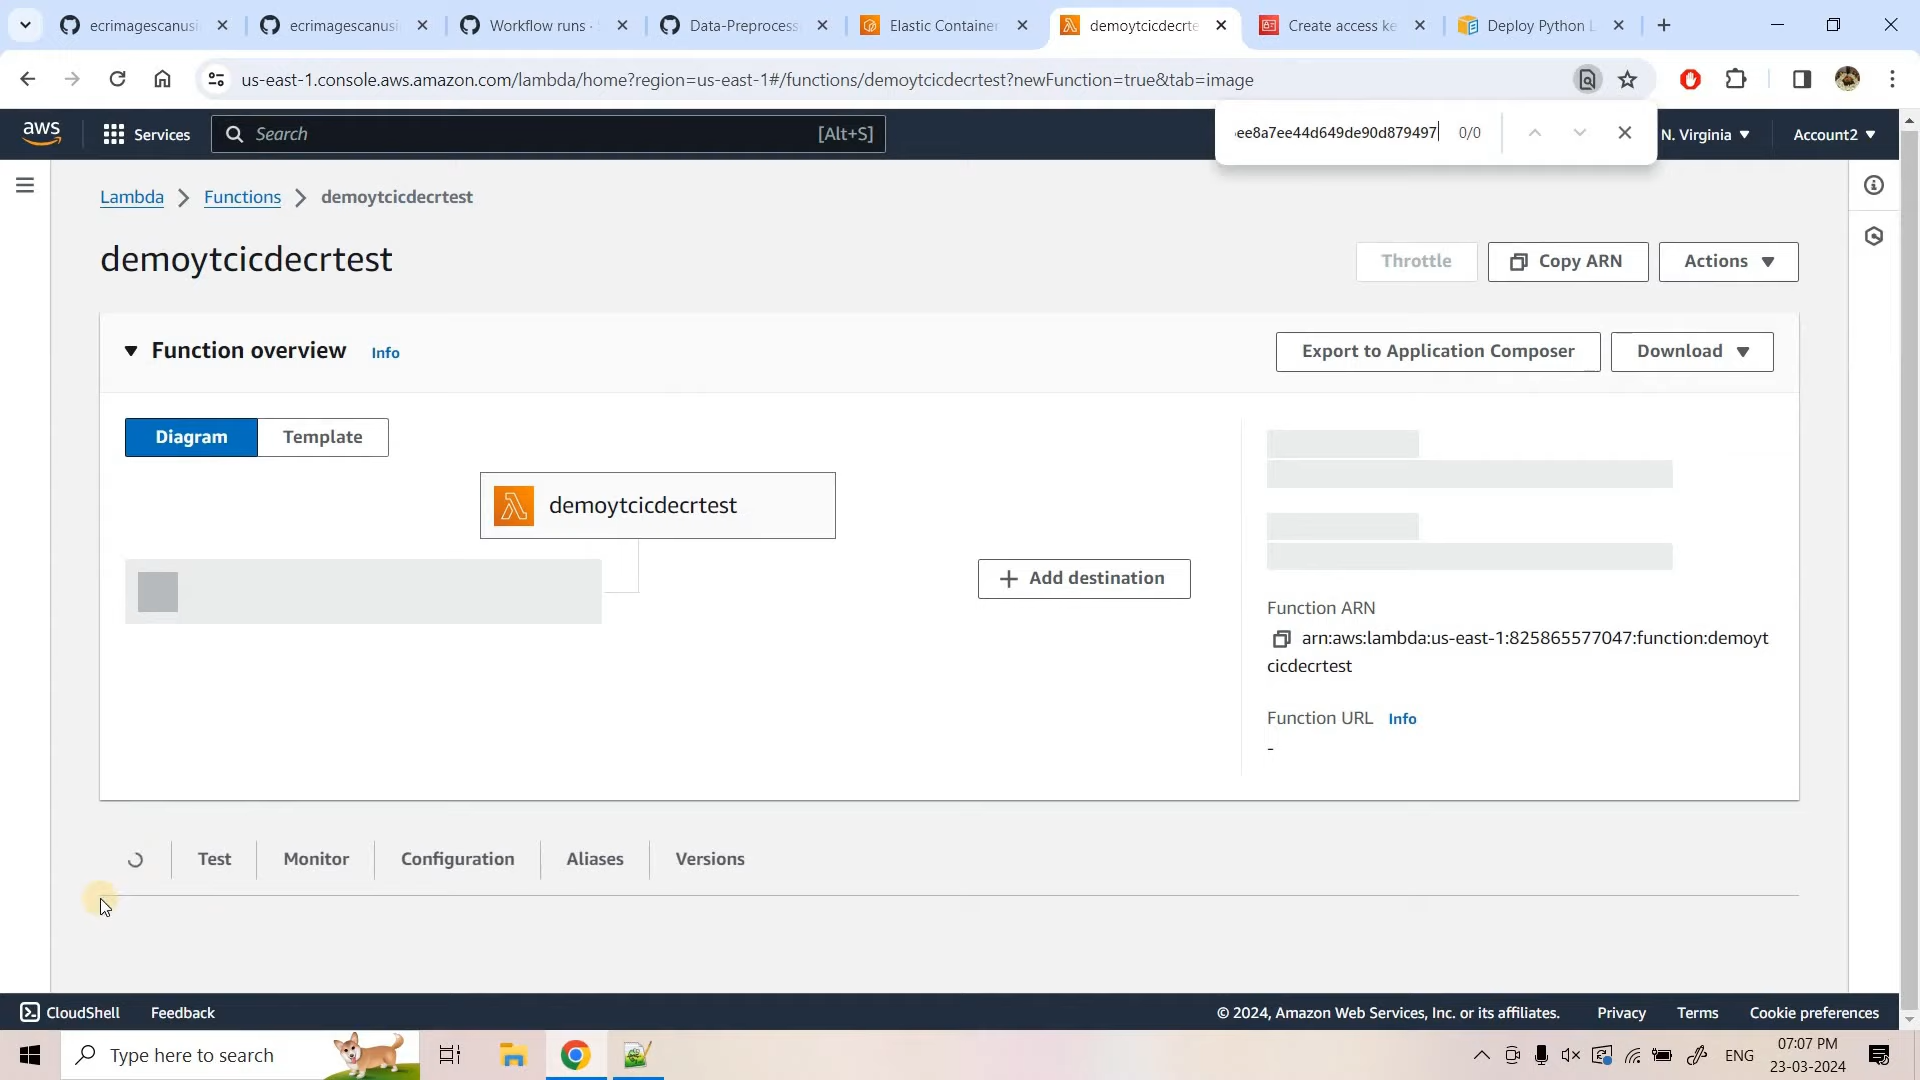 ecrimagescanusi
ecrimagescanusi
Workflow runs ·
Data-Preprocess
Elastic Container
demoytcicdecrte
Create access ke
Deploy Python L
us-east-1.console.aws.amazon.com/lambda/home?region=us-east-1#/functions/demoytcicdecrtest?newFunction=true&tab=image
ee8a7ee44d649de90d879497
0/0
aws
Services
Search
[Alt+S]
N. Virginia
Account2
Lambda
Functions
demoytcicdecrtest
demoytcicdecrtest
Throttle
Copy ARN
Actions
Function overview
Info
Export to Application Composer
Download
Diagram
Template
demoytcicdecrtest
Add destination
Function ARN
arn:aws:lambda:us-east-1:825865577047:function:demoyt
cicdecrtest
Function URL
Info
-
Test
Monitor
Configuration
Aliases
Versions
CloudShell
Feedback
© 2024, Amazon Web Services, Inc. or its affiliates.
Privacy
Terms
Cookie preferences
Type here to search
ENG
07:07 PM
23-03-2024